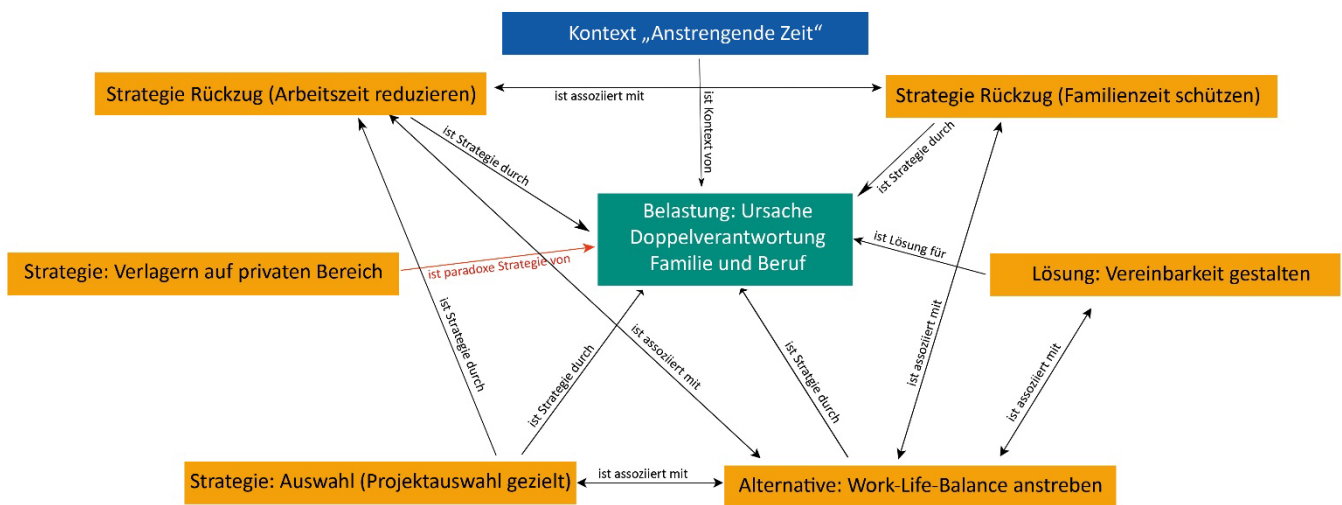 Kontext „Anstrengende Zeit“
Strategie Rückzug (Arbeitszeit reduzieren)
ist assoziiert mit
Strategie Rückzug (Familienzeit schützen)
ist Kontext von
ist Strategie durch
ist Strategie durch
Belastung: Ursache
Doppelverantwortung
Familie und Beruf
ist Lösung für
Strategie: Verlagern auf privaten Bereich
ist paradoxe Strategie von
Lösung: Vereinbarkeit gestalten
ist Strategie durch
ist Strategie durch
ist assoziiert mit
ist Stratgie durch
ist assoziiert mit
ist assoziiert mit
Strategie: Auswahl (Projektauswahl gezielt)
ist assoziiert mit
Alternative: Work-Life-Balance anstreben